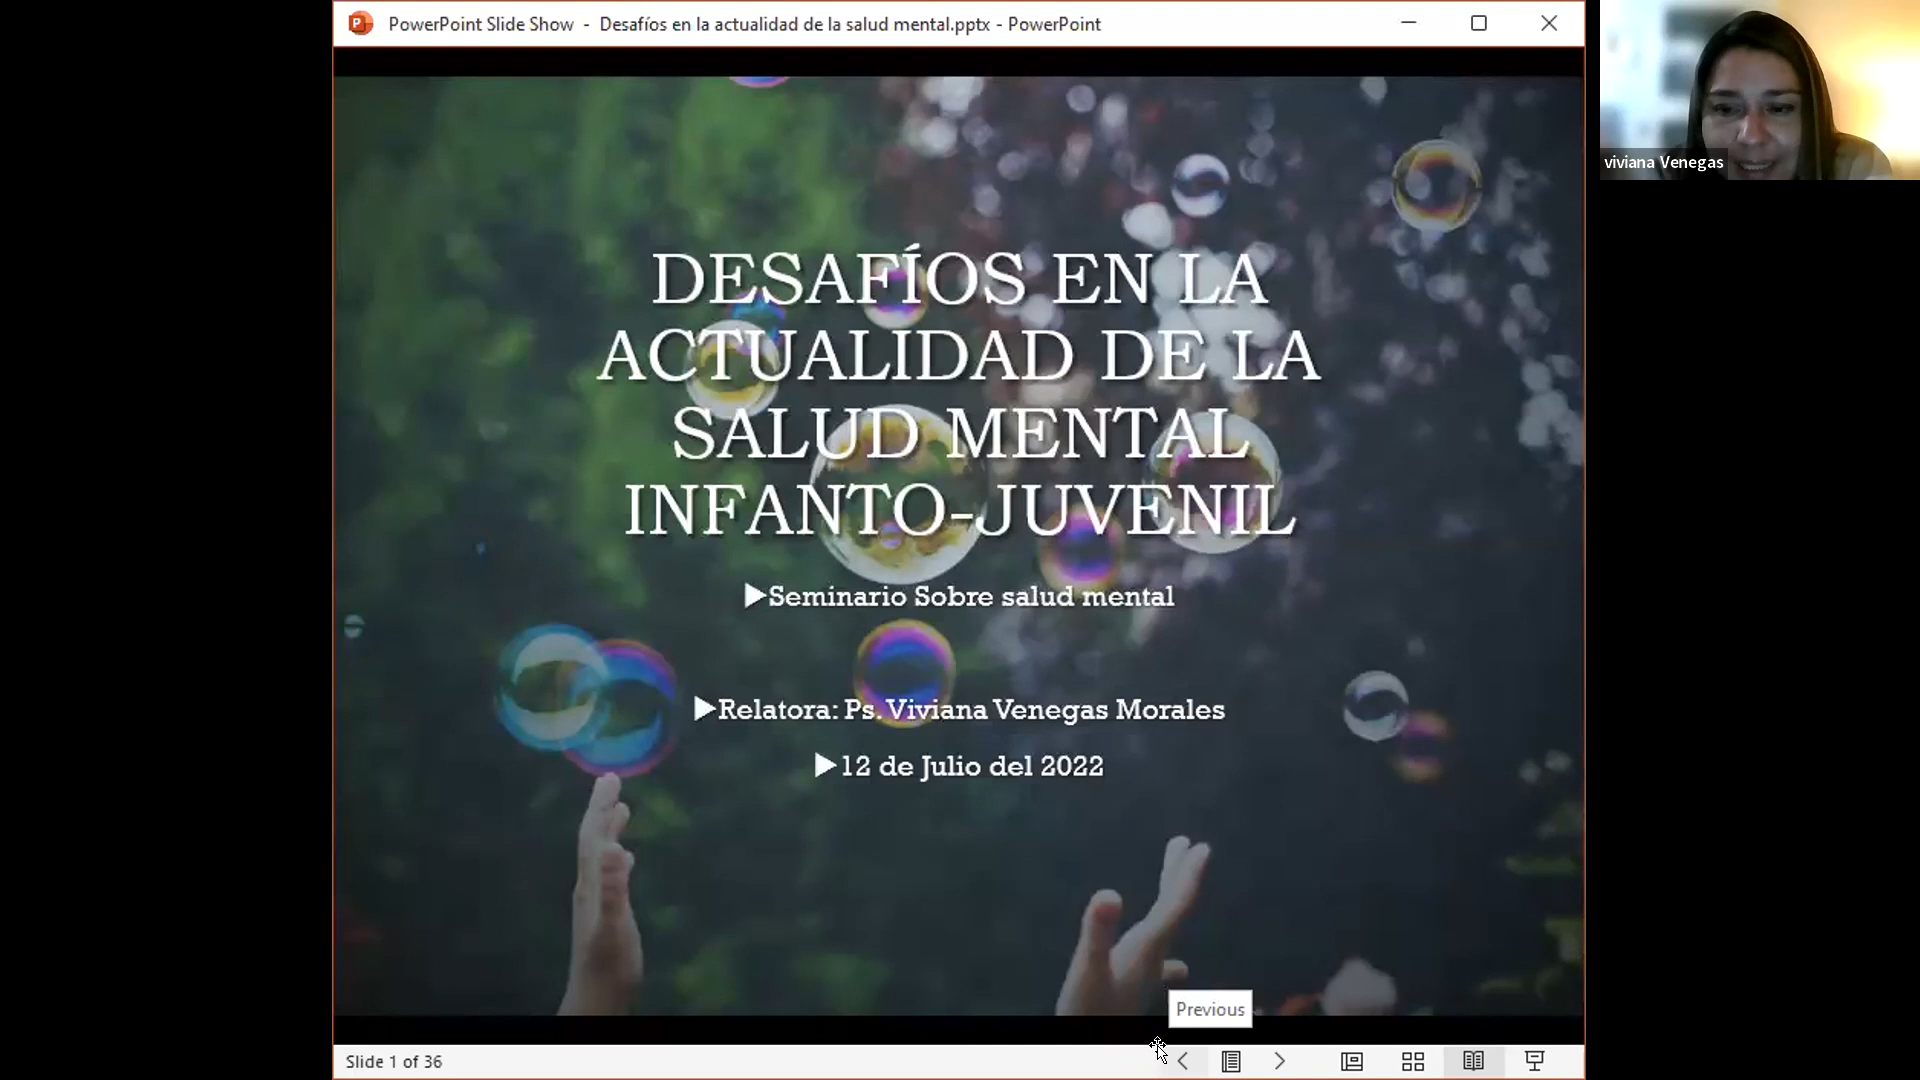 PowerPoint Slide Show - Desafíos en la actualidad de la salud mental.pptx - PowerPoint
viviana Venegas
DESAFÍOS EN LA
ACTUALIDAD DE LA
SALUD MENTAL
INFANTO-JUVENIL
Seminario Sobre salud mental
Relatora: Ps. Viviana Venegas Morales
12 de Julio del 2022
Previous
Slide 1 of 36